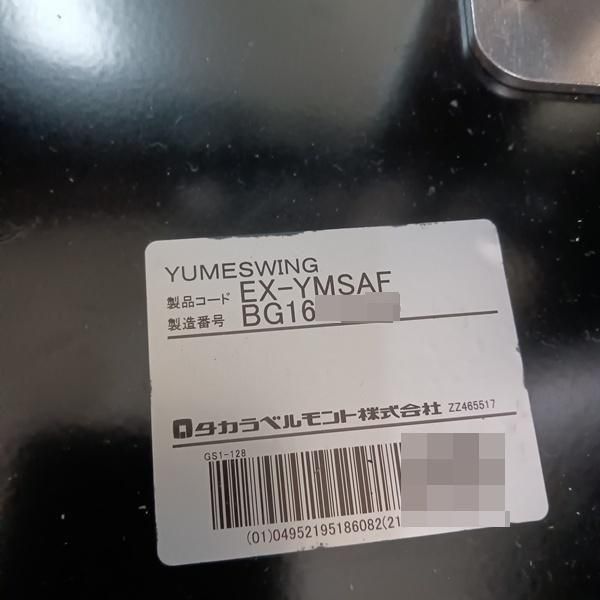 YUMESWING
製品コード EX-YMSAF
製造番号 BG16
タカラベルモント株式会社 ZZ465517
GS1-128
(01)04952195186082(21